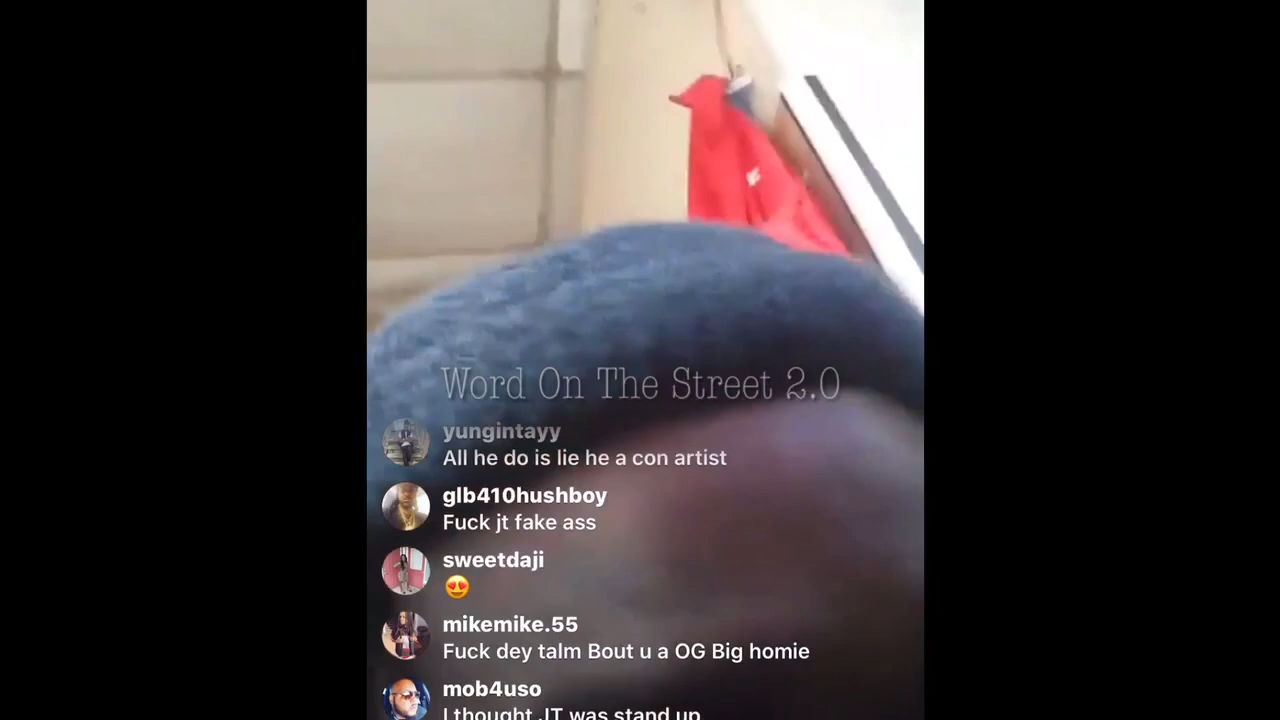 Word On The Street 2.0
yungintayy
All he do is lie he a con artist
glb410hushboy
Fuck jt fake ass
sweetdaji
😍
mikemike.55
Fuck dey talm Bout u a OG Big homie
mob4uso
I thought JT was stand up